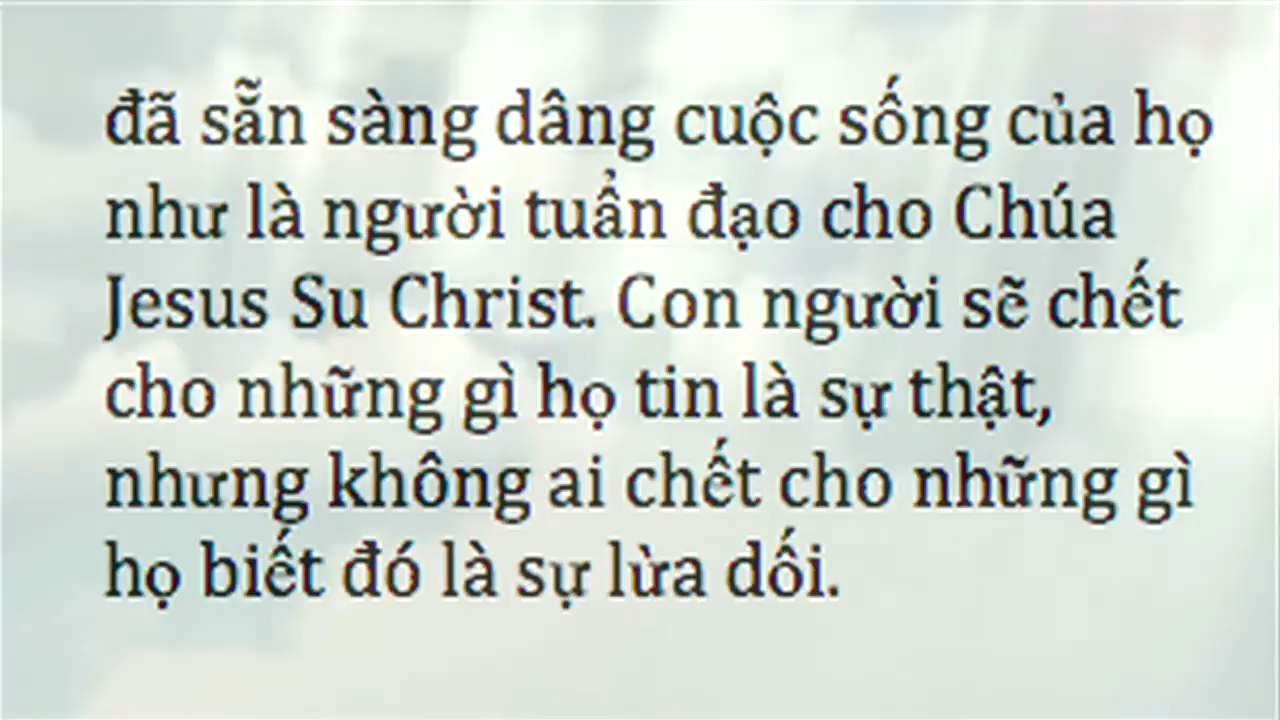 đã sẵn sàng dâng cuộc sống của họ
như là người tuẩn đạo cho Chúa
Jesus Su Christ. Con người sẽ chết
cho những gì họ tin là sự thật,
nhưng không ai chết cho những gì
họ biết đó là sự lừa dối.